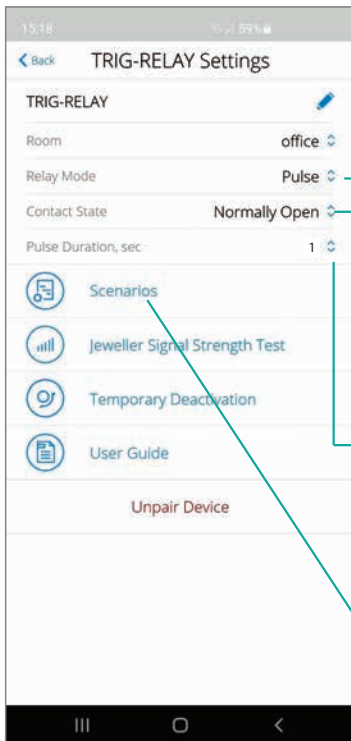 15:18 59%
Back TRIG-RELAY Settings
TRIG-RELAY
Room office
Relay Mode Pulse
Contact State Normally Open
Pulse Duration, sec 1
Scenarios
Jeweller Signal Strength Test
Temporary Deactivation
User Guide
Unpair Device